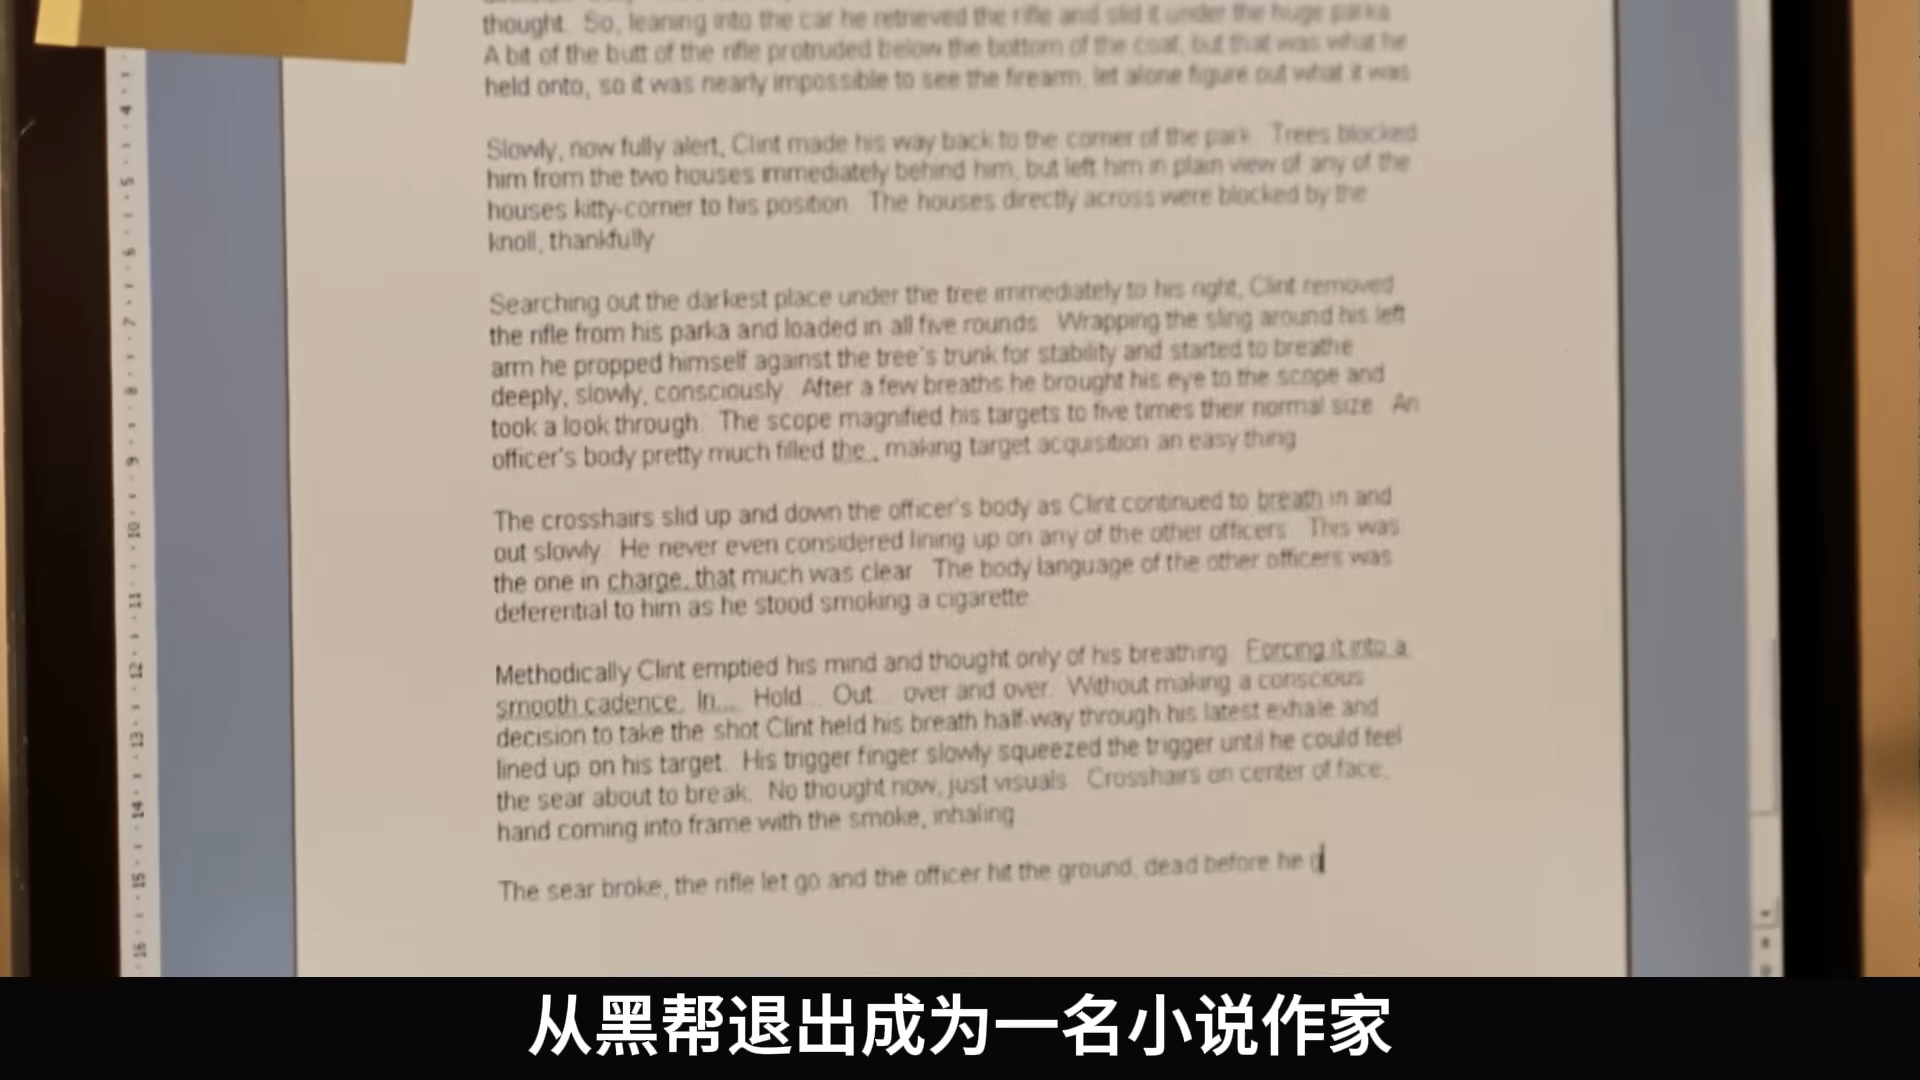 thought. So, leaning into the car he retrieved the rifle and slid it under the huge parka
A bit of the butt of the rifle protruded below the bottom of the coat, but that was what he
held onto, so it was nearly impossible to see the firearm, let alone figure out what it was
Slowly, now fully alert, Clint made his way back to the corner of the park. Trees blocked
him from the two houses immediately behind him, but left him in plain view of any of the
houses kitty-corner to his position. The houses directly across were blocked by the
knoll, thankfully
Searching out the darkest place under the tree immediately to his right, Clint removed
the rifle from his parka and loaded in all five rounds. Wrapping the sling around his left
arm he propped himself against the tree's trunk for stability and started to breathe
deeply, slowly, consciously. After a few breaths he brought his eye to the scope and
took a look through. The scope magnified his targets to five times their normal size. An
officer's body pretty much filled the , making target acquisition an easy thing
The crosshairs slid up and down the officer's body as Clint continued to breath in and
out slowly. He never even considered lining up on any of the other officers. This was
the one in charge, that much was clear. The body language of the other officers was
deferential to him as he stood smoking a cigarette
Methodically Clint emptied his mind and thought only of his breathing. Forcing it into a
smooth cadence. In... Hold... Out... over and over. Without making a conscious
decision to take the shot Clint held his breath half-way through his latest exhale and
lined up on his target. His trigger finger slowly squeezed the trigger until he could feel
the sear about to break. No thought now, just visuals. Crosshairs on center of face,
hand coming into frame with the smoke, inhaling
The sear broke, the rifle let go and the officer hit the ground, dead before he g
4
5
6
7
8
9
10
11
12
13
14
15
16
从黑帮退出成为一名小说作家